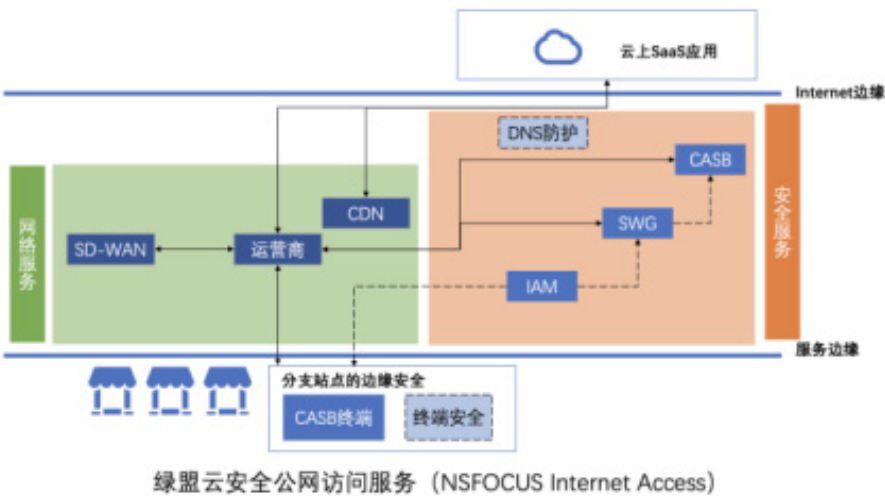 云上SaaS应用
Internet边缘
DNS防护
CASB
CDN
SWG
网络服务
SD-WAN
运营商
安全服务
IAM
服务边缘
分支站点的边缘安全
CASB终端
终端安全
绿盟云安全公网访问服务（NSFOCUS Internet Access）